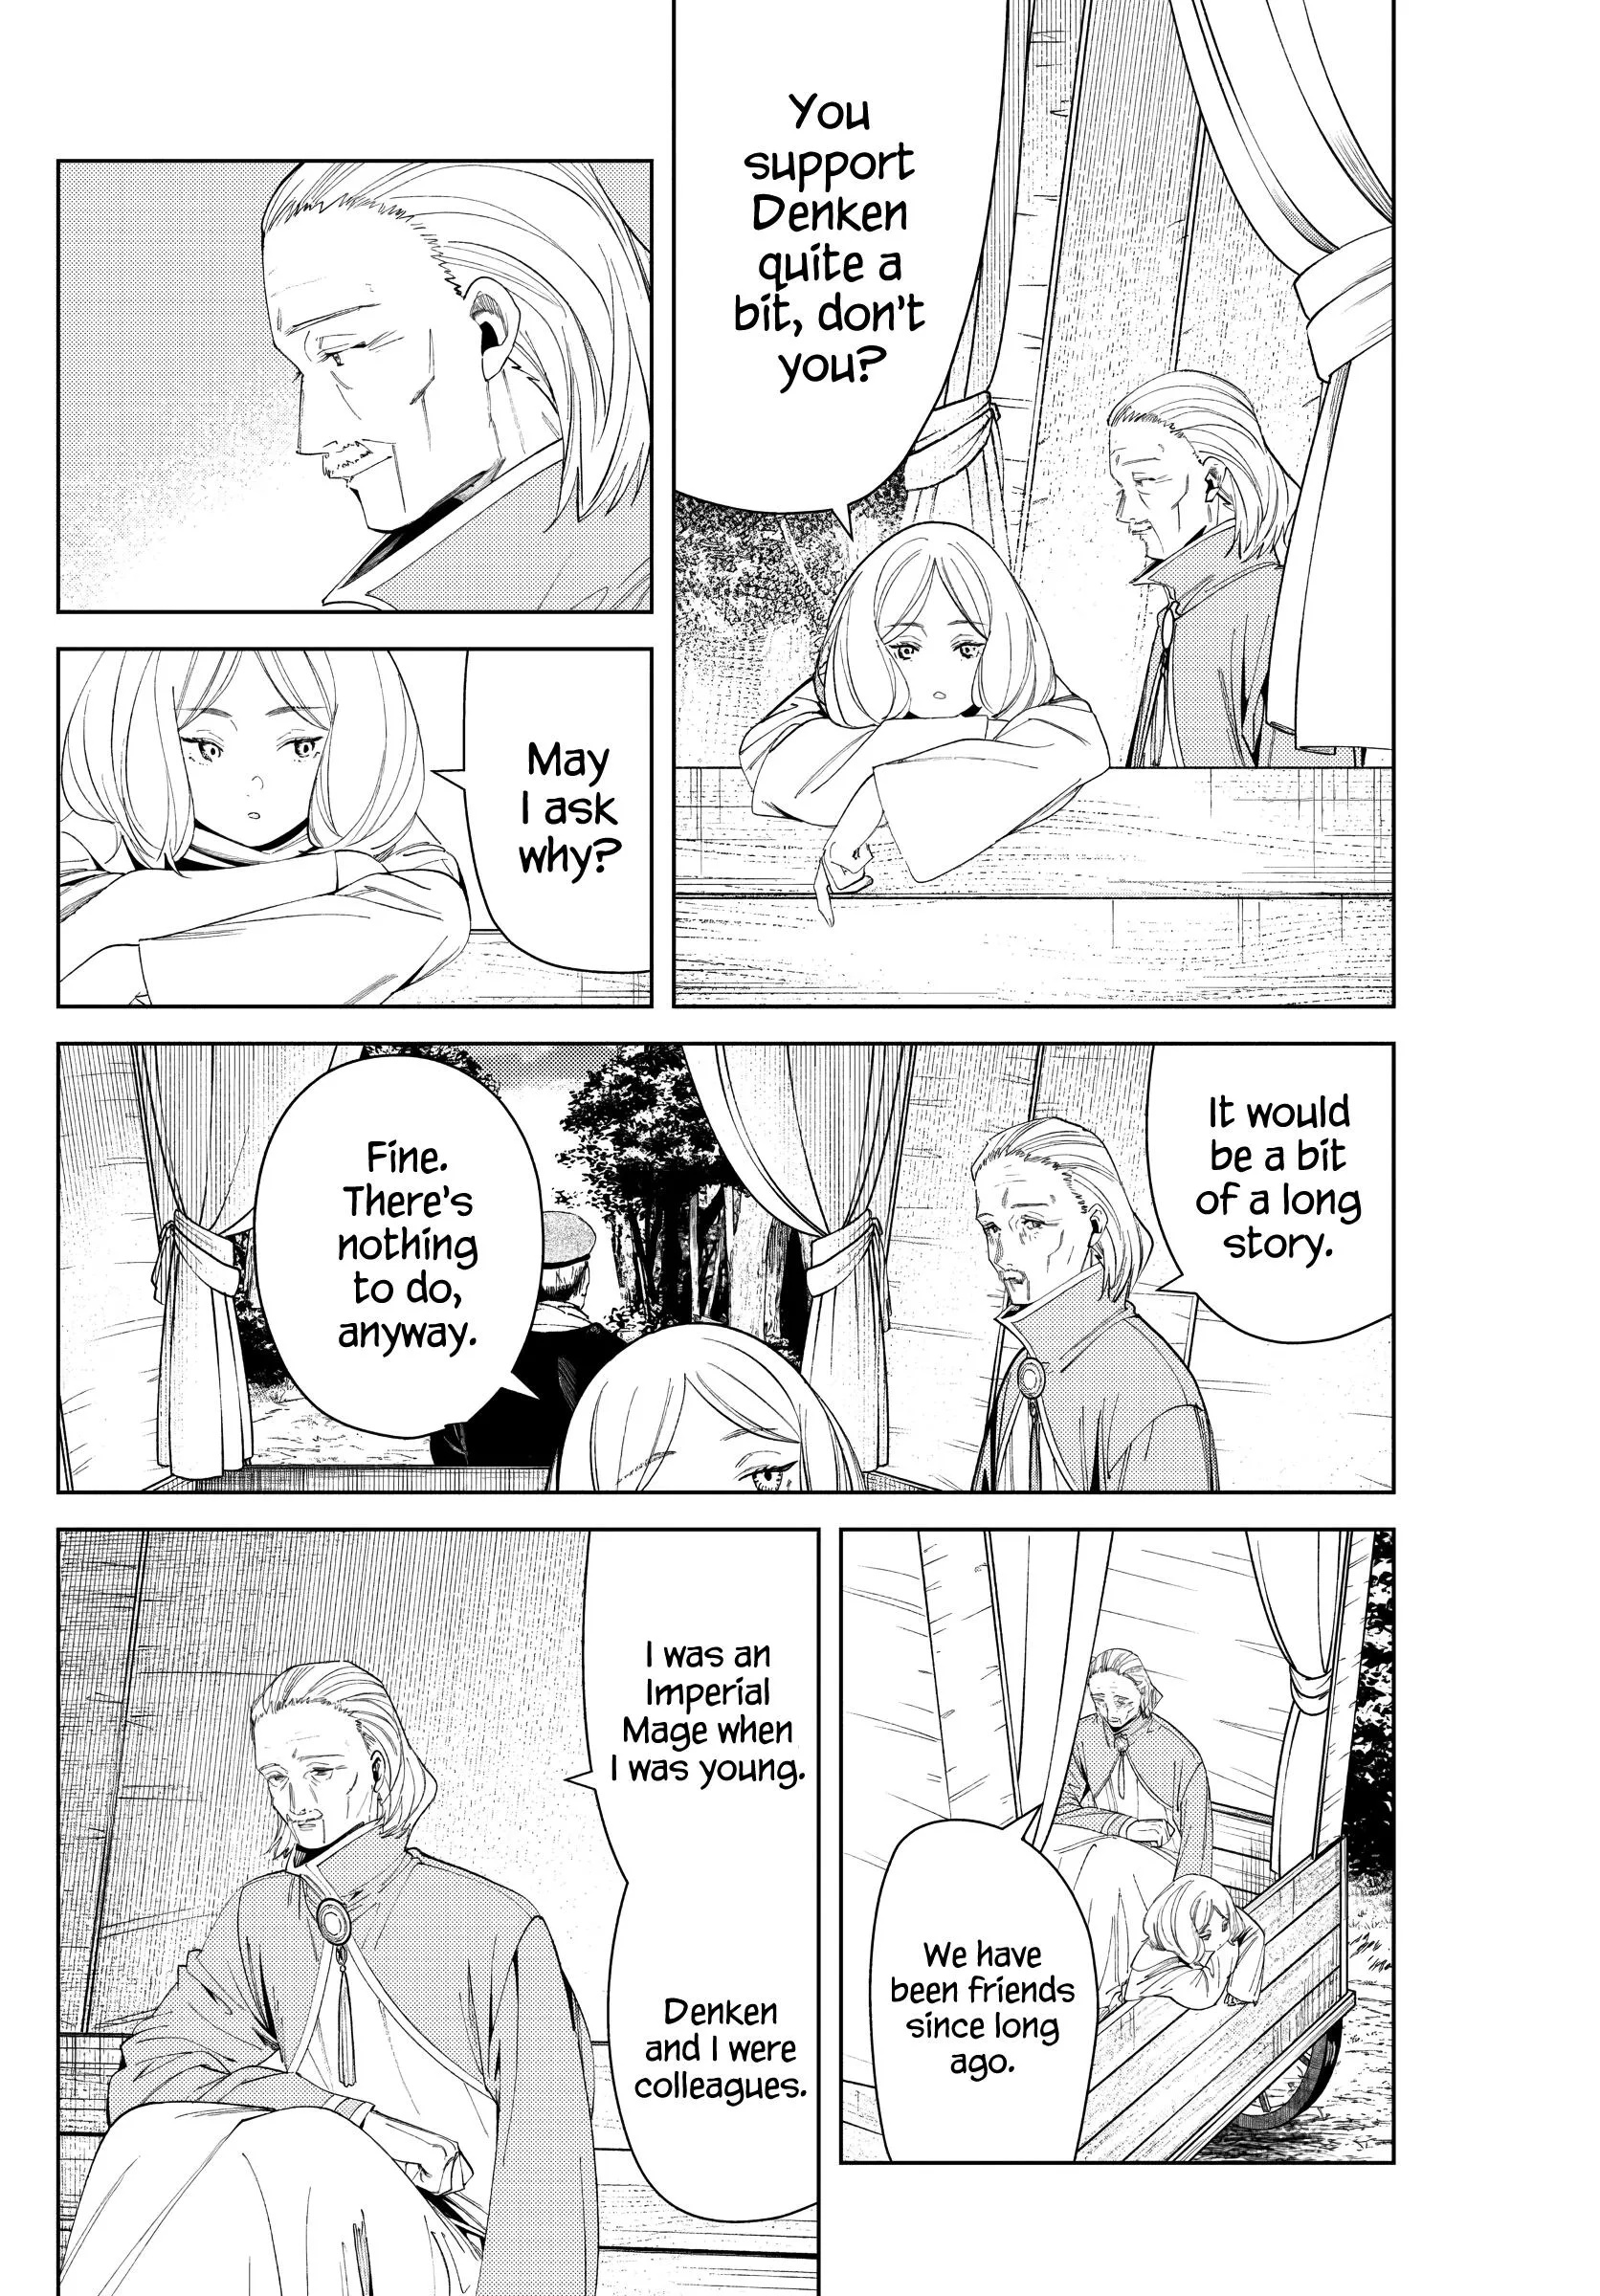 You
support
Denken
quite a
bit, don't
you?
May
I ask
why?
It would
be a bit
of a long
story.
Fine.
There's
nothing
to do,
anyway.
We have
been friends
since long
ago.
I was an
Imperial
Mage when
I was young.
Denken
and I were
colleagues.